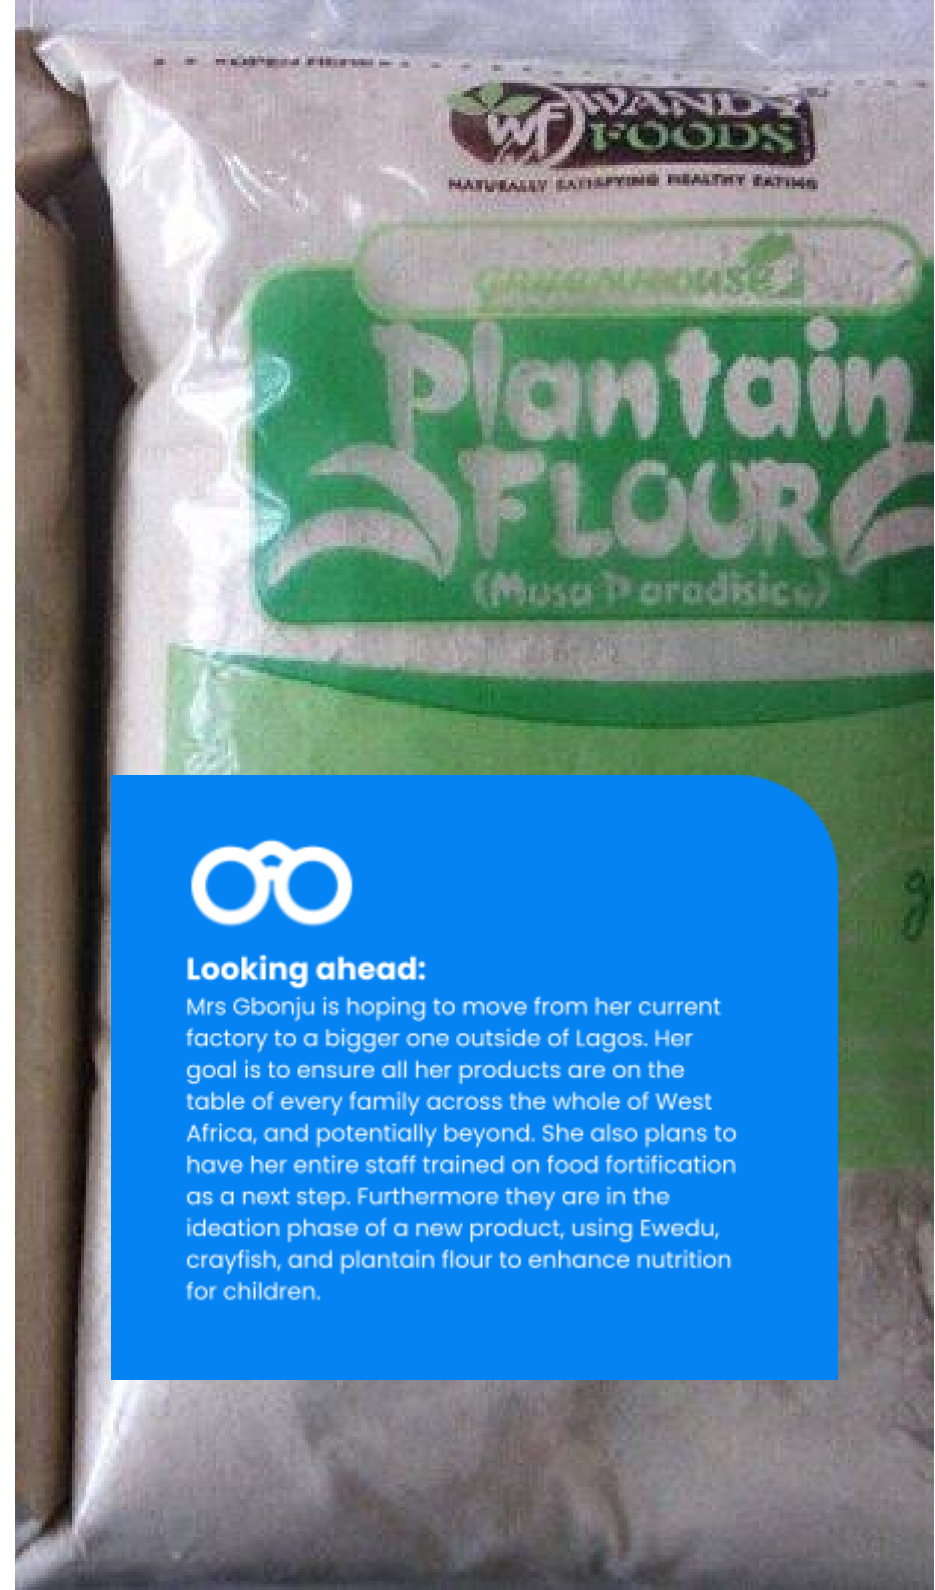 WANDY
FOODS
NATURALLY SATISFYING HEALTHY EATING
Plantain
FLOUR
(Musa Paradisica)
Looking ahead:
Mrs Gbonju is hoping to move from her current
factory to a bigger one outside of Lagos. Her
goal is to ensure all her products are on the
table of every family across the whole of West
Africa, and potentially beyond. She also plans to
have her entire staff trained on food fortification
as a next step. Furthermore they are in the
ideation phase of a new product, using Ewedu,
crayfish, and plantain flour to enhance nutrition
for children.